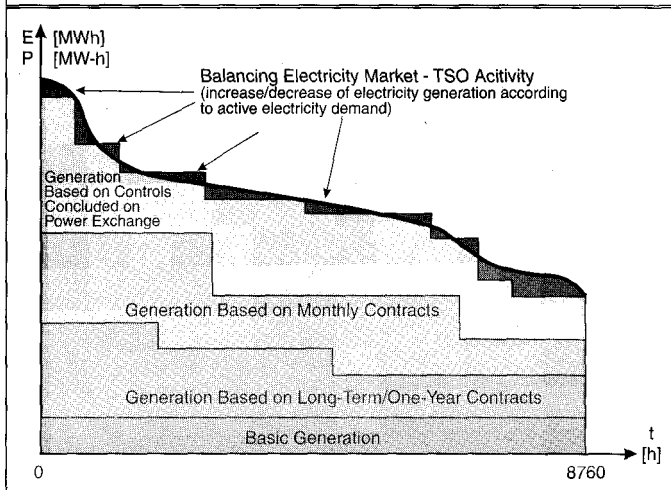 E [MWh]
P [MW-h]
Balancing Electricity Market - TSO Acitivity
(increase/decrease of electricity generation according
to active electricity demand)
Generation
Based on Controls
Concluded on
Power Exchange
Generation Based on Monthly Contracts
Generation Based on Long-Term/One-Year Contracts
Basic Generation
t
[h]
0
8760